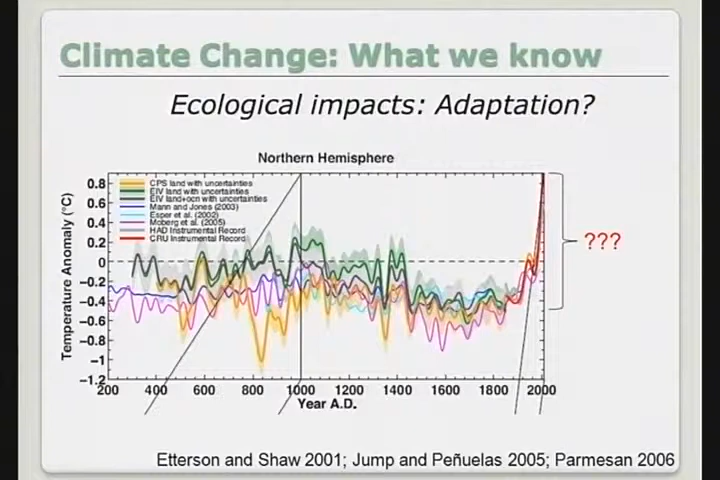 Climate Change: What we know
Ecological impacts: Adaptation?
Northern Hemisphere
CPS land with uncertainties
EIV land with uncertainties
EIV land+ocn with uncertainties
Mann and Jones (2003)
Esper et al. (2002)
Moberg et al. (2005)
HAD Instrumental Record
CRU Instrumental Record
Temperature Anomaly (°C)
0.8
0.6
0.4
0.2
0
−0.2
−0.4
−0.6
−0.8
−1
−1.2
???
200 400 600 800 1000 1200 1400 1600 1800 2000
Year A.D.
Etterson and Shaw 2001; Jump and Peñuelas 2005; Parmesan 2006